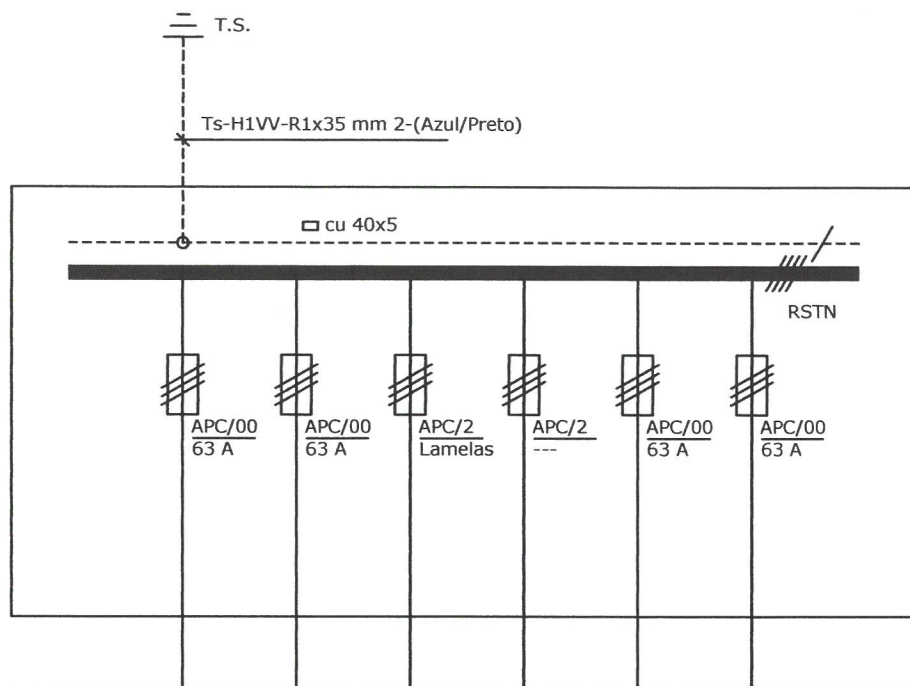 T.S.
Ts-H1VV-R1x35 mm 2-(Azul/Preto)
cu 40x5
RSTN
APC/00
63 A
APC/00
63 A
APC/2
Lamelas
APC/2
---
APC/00
63 A
APC/00
63 A